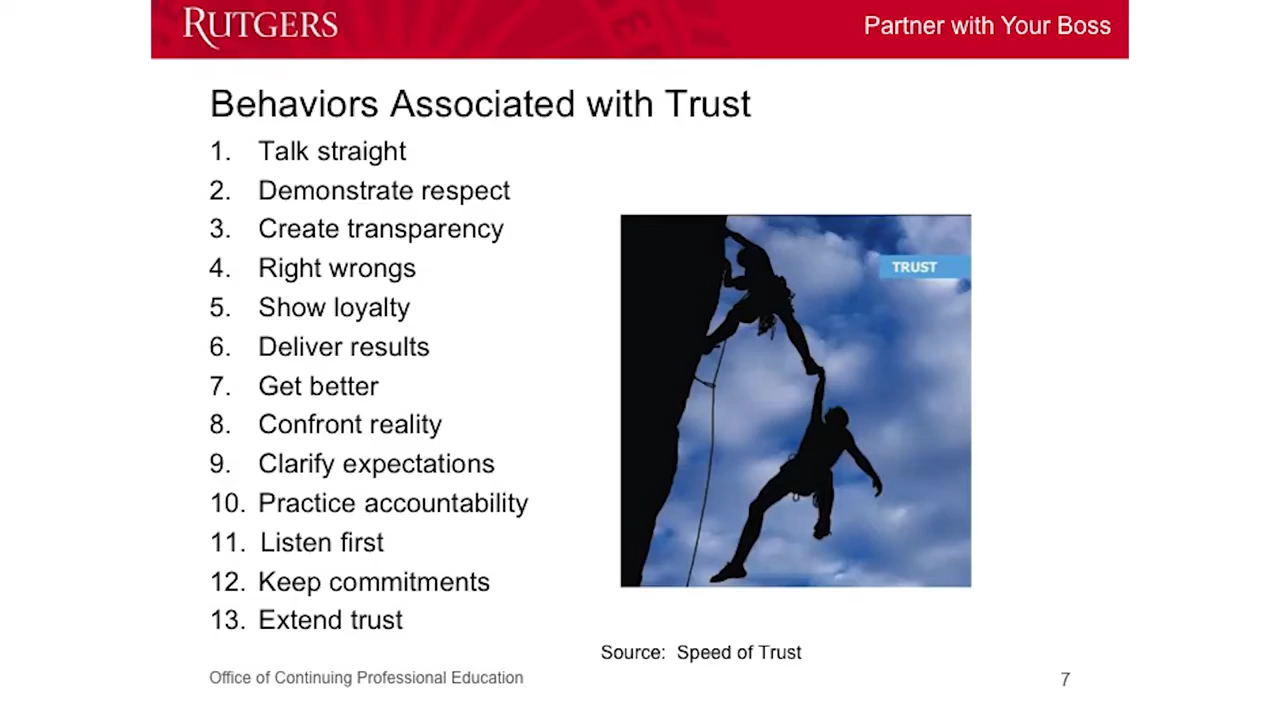 RUTGERS
Partner with Your Boss
Behaviors Associated with Trust
1. Talk straight
2. Demonstrate respect
3. Create transparency
4. Right wrongs
5. Show loyalty
6. Deliver results
7. Get better
8. Confront reality
9. Clarify expectations
10. Practice accountability
11. Listen first
12. Keep commitments
13. Extend trust
TRUST
Source: Speed of Trust
Office of Continuing Professional Education
7